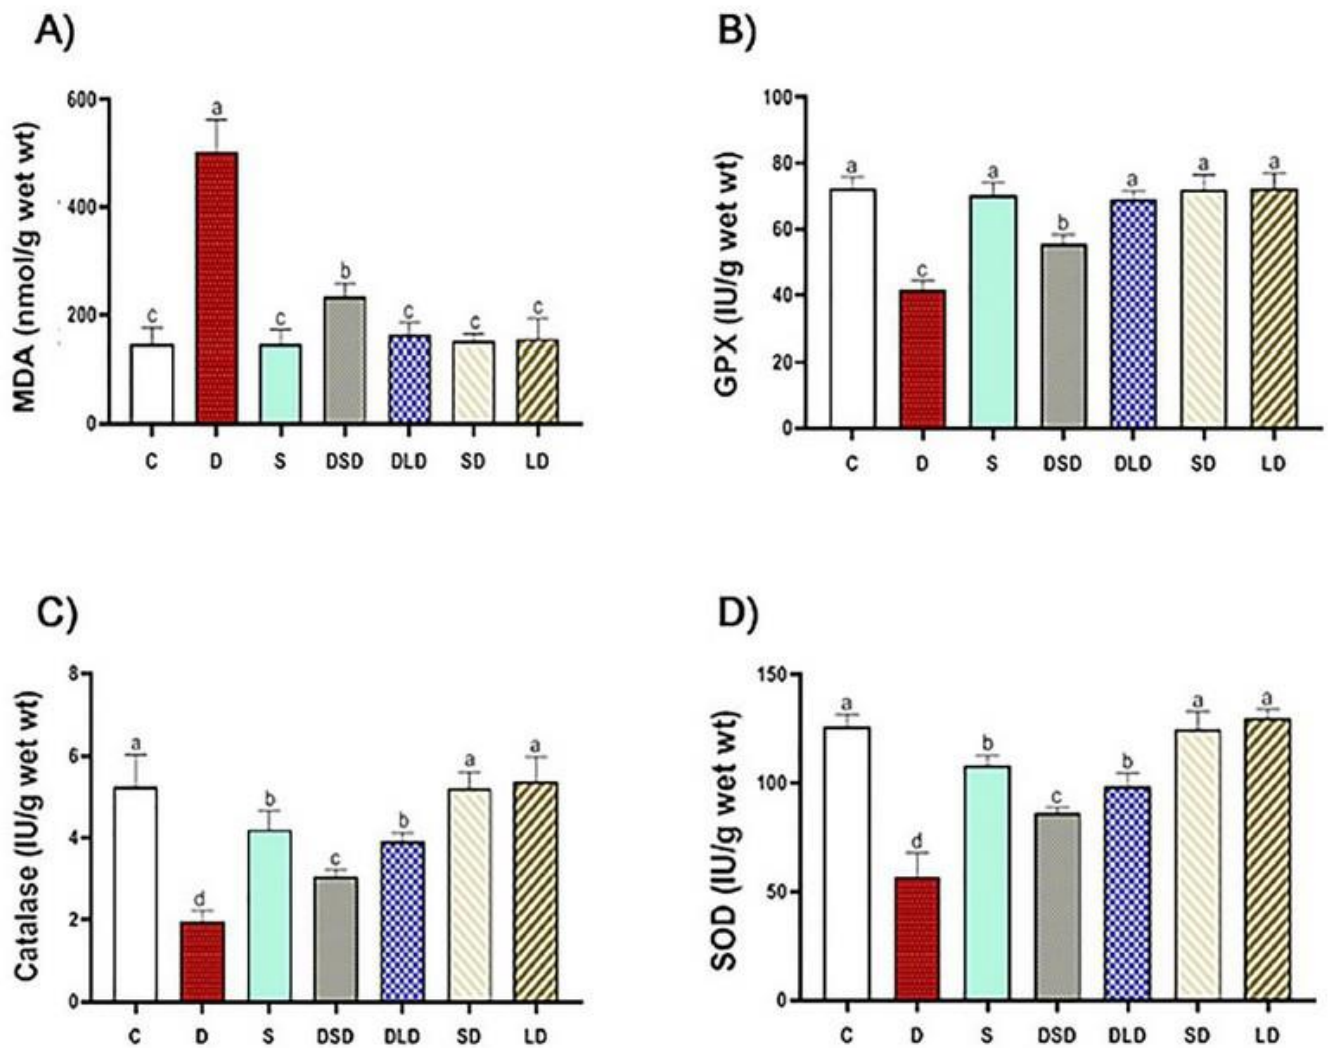 A)
MDA (nmol/g wet wt)
600
400
200
0
a
b
c
c
c
c
c
C D S DSD DLD SD LD
B)
GPX (IU/g wet wt)
100
80
60
40
20
0
a
c
a
b
a
a
a
C D S DSD DLD SD LD
C)
Catalase (IU/g wet wt)
8
6
4
2
0
a
d
b
c
b
a
a
C D S DSD DLD SD LD
D)
SOD (IU/g wet wt)
150
100
50
0
a
d
b
c
b
a
a
C D S DSD DLD SD LD